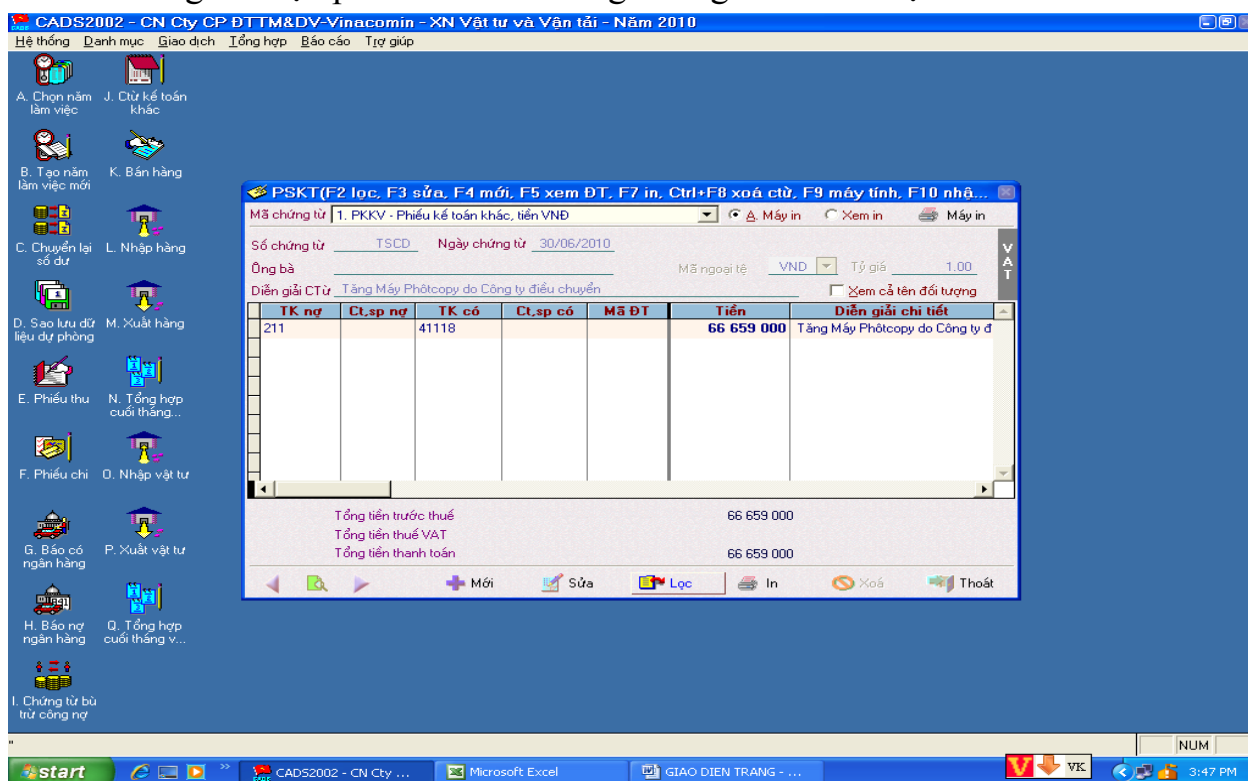 CADS2002 - CN Cty CP ĐTTM&DV-Vinacomin - XN Vật tư và Vận tải - Năm 2010
Hệ thống Danh mục Giao dịch Tổng hợp Báo cáo Trợ giúp
A. Chọn năm làm việc
J. Ctừ kế toán khác
B. Tạo năm làm việc mới
K. Bán hàng
C. Chuyển lại số dư
L. Nhập hàng
D. Sao lưu dữ liệu dự phòng
M. Xuất hàng
E. Phiếu thu
N. Tổng hợp cuối tháng...
F. Phiếu chi
O. Nhập vật tư
G. Báo có ngân hàng
P. Xuất vật tư
H. Báo nợ ngân hàng
Q. Tổng hợp cuối tháng v...
I. Chứng từ bù trừ công nợ
PSKT(F2 lọc, F3 sửa, F4 mới, F5 xem ĐT, F7 in, Ctrl+F8 xoá ctừ, F9 máy tính, F10 nhậ...
Mã chứng từ 1. PKKV - Phiếu kế toán khác, tiền VNĐ A. Máy in Xem in Máy in
Số chứng từ TSCD Ngày chứng từ 30/06/2010
Ông bà Mã ngoại tệ VND Tỷ giá 1.00
VAT
Diễn giải CTừ Tăng Máy Phôtcopy do Công ty điều chuyển Xem cả tên đối tượng
TK nợ Ct,sp nợ TK có Ct,sp có Mã ĐT Tiền Diễn giải chi tiết
211 41118 66 659 000 Tăng Máy Phôtcopy do Công ty đ
Tổng tiền trước thuế 66 659 000
Tổng tiền thuế VAT
Tổng tiền thanh toán 66 659 000
Mới Sửa Lọc In Xoá Thoát
NUM
start CADS2002 - CN Cty ... Microsoft Excel GIAO DIEN TRANG - ... V VK 3:47 PM